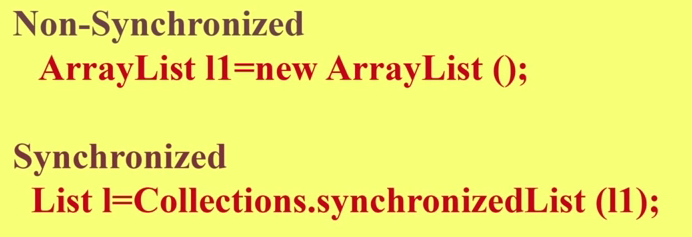 Non-Synchronized
ArrayList l1=new ArrayList ();
Synchronized
List l=Collections.synchronizedList (l1);